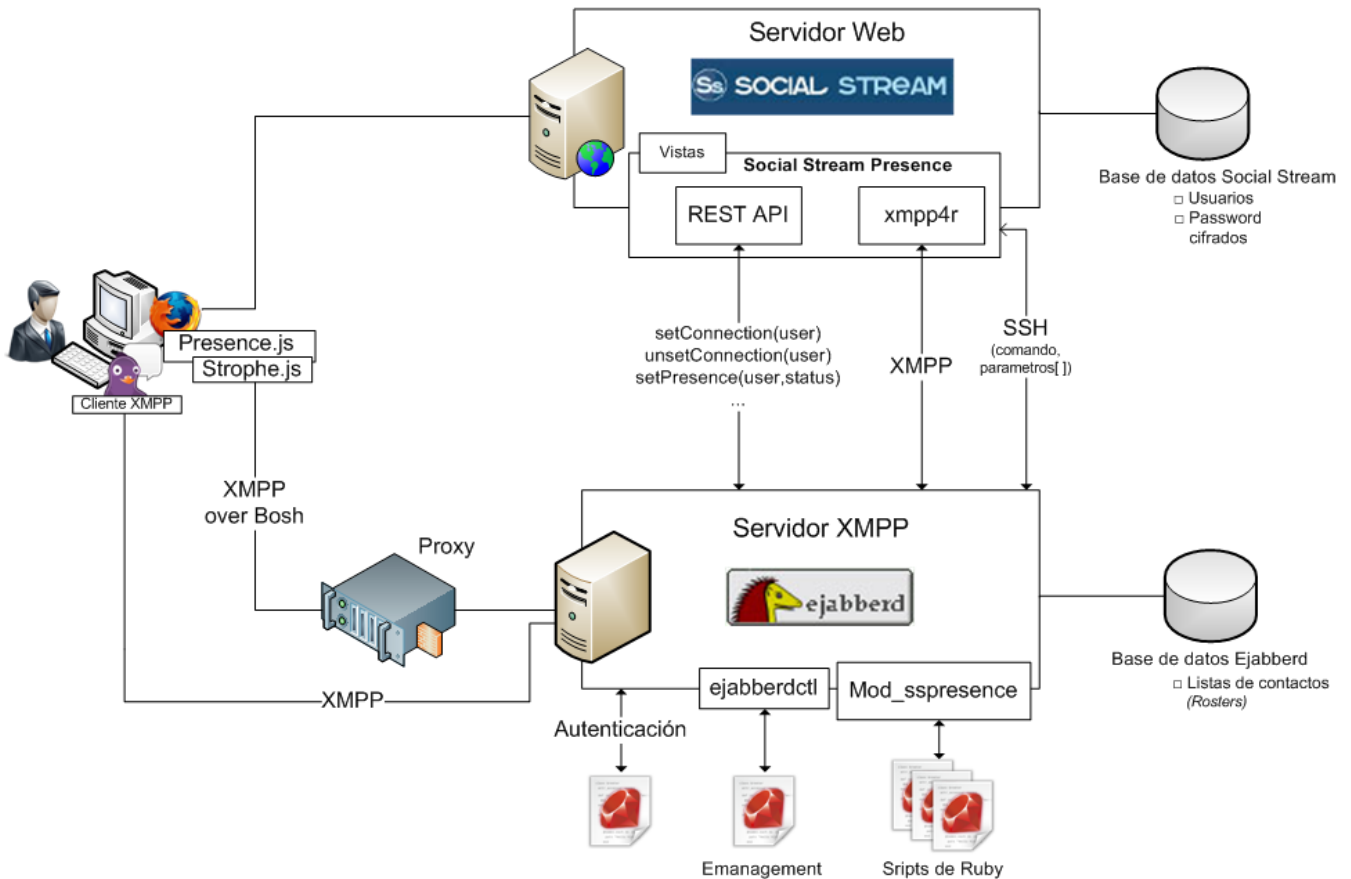 Servidor Web
Ss SOCIAL STReAM
Vistas
Social Stream Presence
REST API
xmpp4r
Base de datos Social Stream
Usuarios
Password
cifrados
Presence.js
Strophe.js
Cliente XMPP
setConnection(user)
unsetConnection(user)
setPresence(user,status)
...
XMPP
SSH
(comando,
parametros[ ])
XMPP
over Bosh
Proxy
Servidor XMPP
ejabberd
Base de datos Ejabberd
Listas de contactos
(Rosters)
XMPP
ejabberdctl
Mod_sspresence
Autenticación
Emanagement
Sripts de Ruby